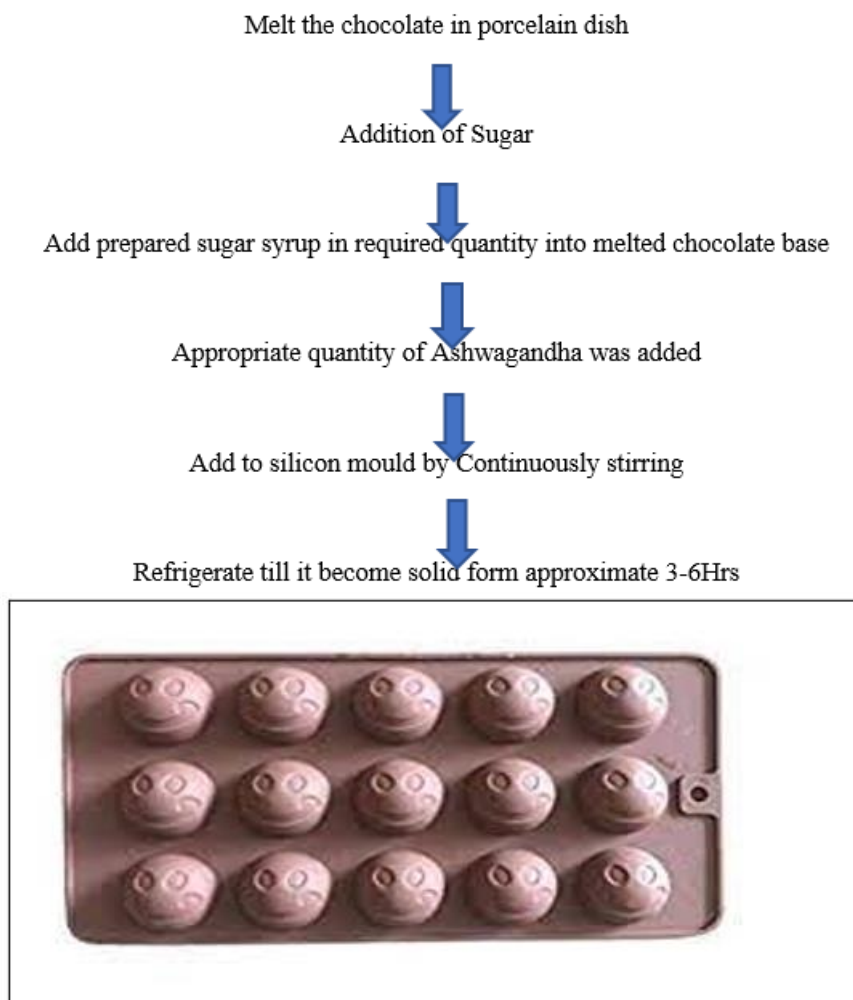 Melt the chocolate in porcelain dish
Addition of Sugar
Add prepared sugar syrup in required quantity into melted chocolate base
Appropriate quantity of Ashwagandha was added
Add to silicon mould by Continuously stirring
Refrigerate till it become solid form approximate 3-6Hrs